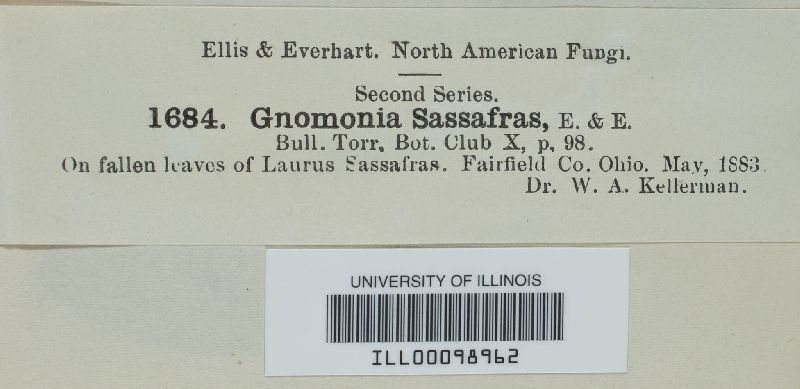 Ellis & Everhart. North American Fungi.
Second Series.
1684. Gnomonia Sassafras, E. & E.
Bull. Torr. Bot. Club X, p. 98.
On fallen leaves of Laurus Sassafras. Fairfield Co. Ohio. May, 1883.
Dr. W. A. Kellerman.
UNIVERSITY OF ILLINOIS
ILL00098962